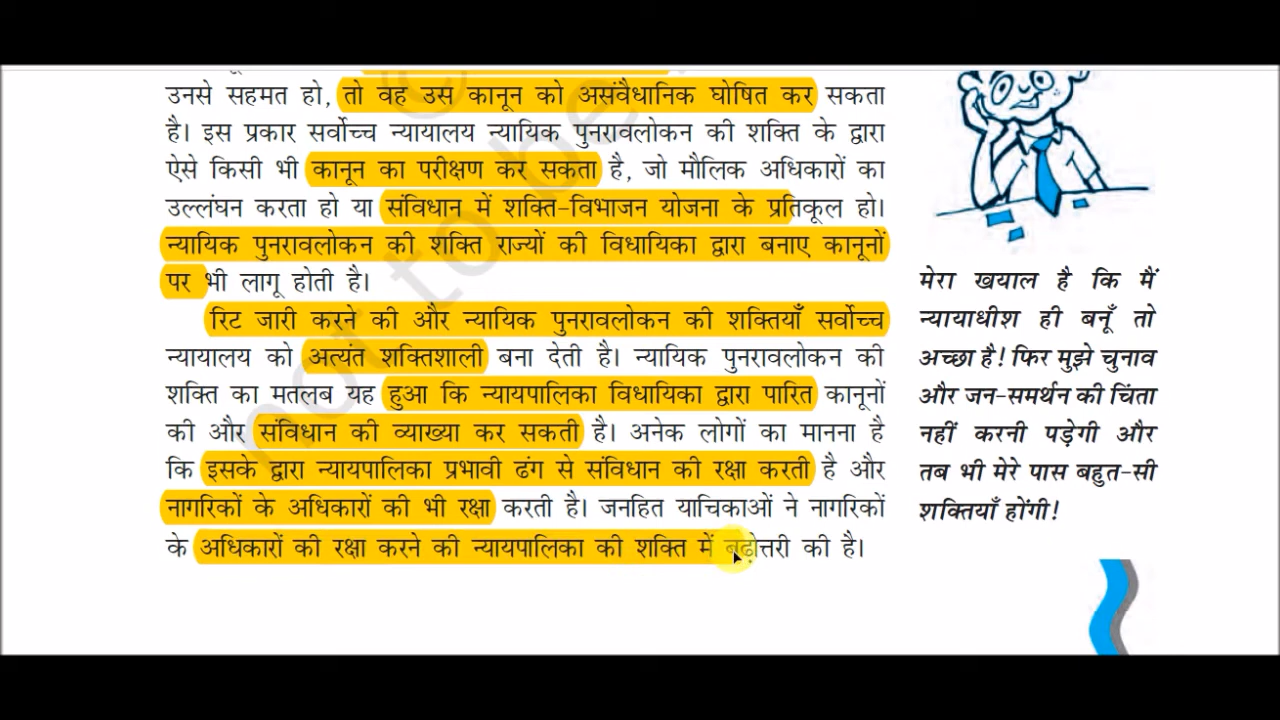 उनसे सहमत हो, तो वह उस कानून को असंवैधानिक घोषित कर सकता
है। इस प्रकार सर्वोच्च न्यायालय न्यायिक पुनरावलोकन की शक्ति के द्वारा
ऐसे किसी भी कानून का परीक्षण कर सकता है, जो मौलिक अधिकारों का
उल्लंघन करता हो या संविधान में शक्ति-विभाजन योजना के प्रतिकूल हो।
न्यायिक पुनरावलोकन की शक्ति राज्यों की विधायिका द्वारा बनाए कानूनों
पर भी लागू होती है।
रिट जारी करने की और न्यायिक पुनरावलोकन की शक्तियाँ सर्वोच्च
न्यायालय को अत्यंत शक्तिशाली बना देती है। न्यायिक पुनरावलोकन की
शक्ति का मतलब यह हुआ कि न्यायपालिका विधायिका द्वारा पारित कानूनों
की और संविधान की व्याख्या कर सकती है। अनेक लोगों का मानना है
कि इसके द्वारा न्यायपालिका प्रभावी ढंग से संविधान की रक्षा करती है और
नागरिकों के अधिकारों की भी रक्षा करती है। जनहित याचिकाओं ने नागरिकों
के अधिकारों की रक्षा करने की न्यायपालिका की शक्ति में बढ़ोत्तरी की है।
मेरा खयाल है कि मैं
न्यायाधीश ही बनूँ तो
अच्छा है! फिर मुझे चुनाव
और जन-समर्थन की चिंता
नहीं करनी पड़ेगी और
तब भी मेरे पास बहुत-सी
शक्तियाँ होंगी!
not to be